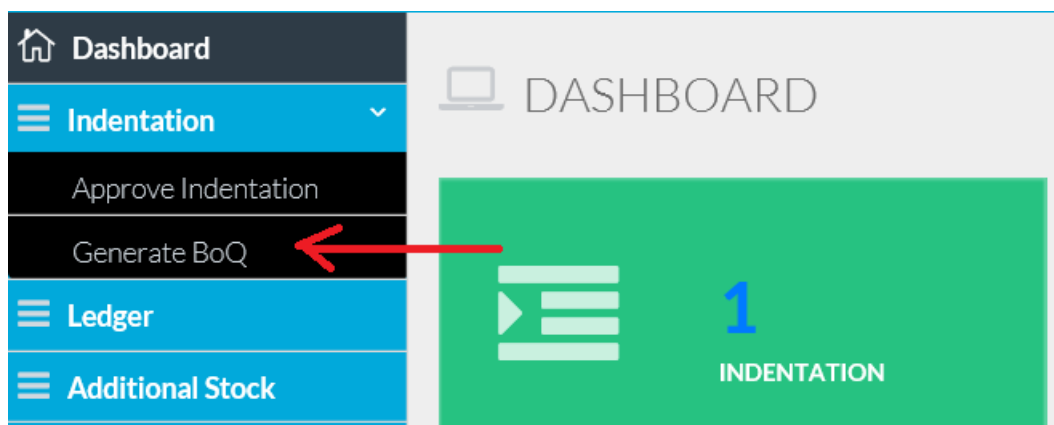 Dashboard
Indentation
Approve Indentation
Generate BoQ
Ledger
Additional Stock
DASHBOARD
1
INDENTATION